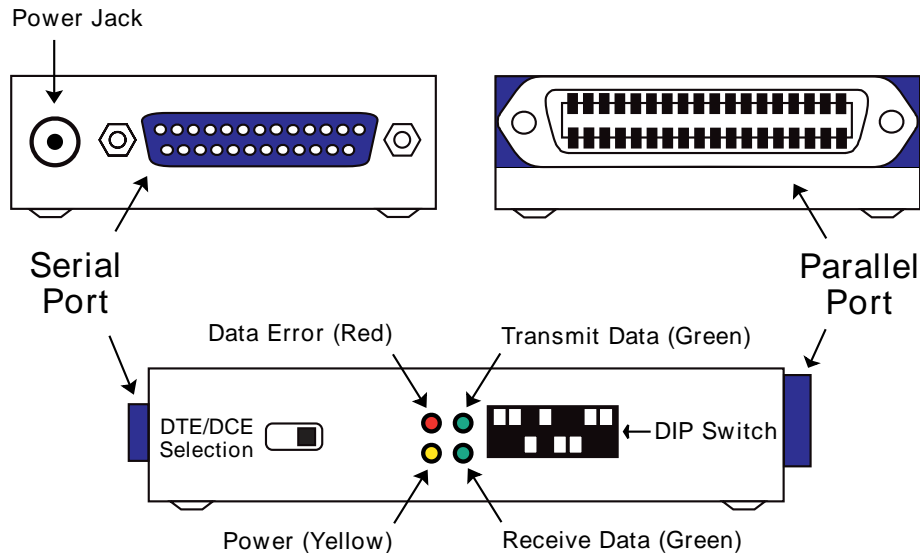 Power Jack
Serial
Port
Parallel
Port
Data Error (Red)
Transmit Data (Green)
DTE/DCE
Selection
DIP Switch
Power (Yellow)
Receive Data (Green)